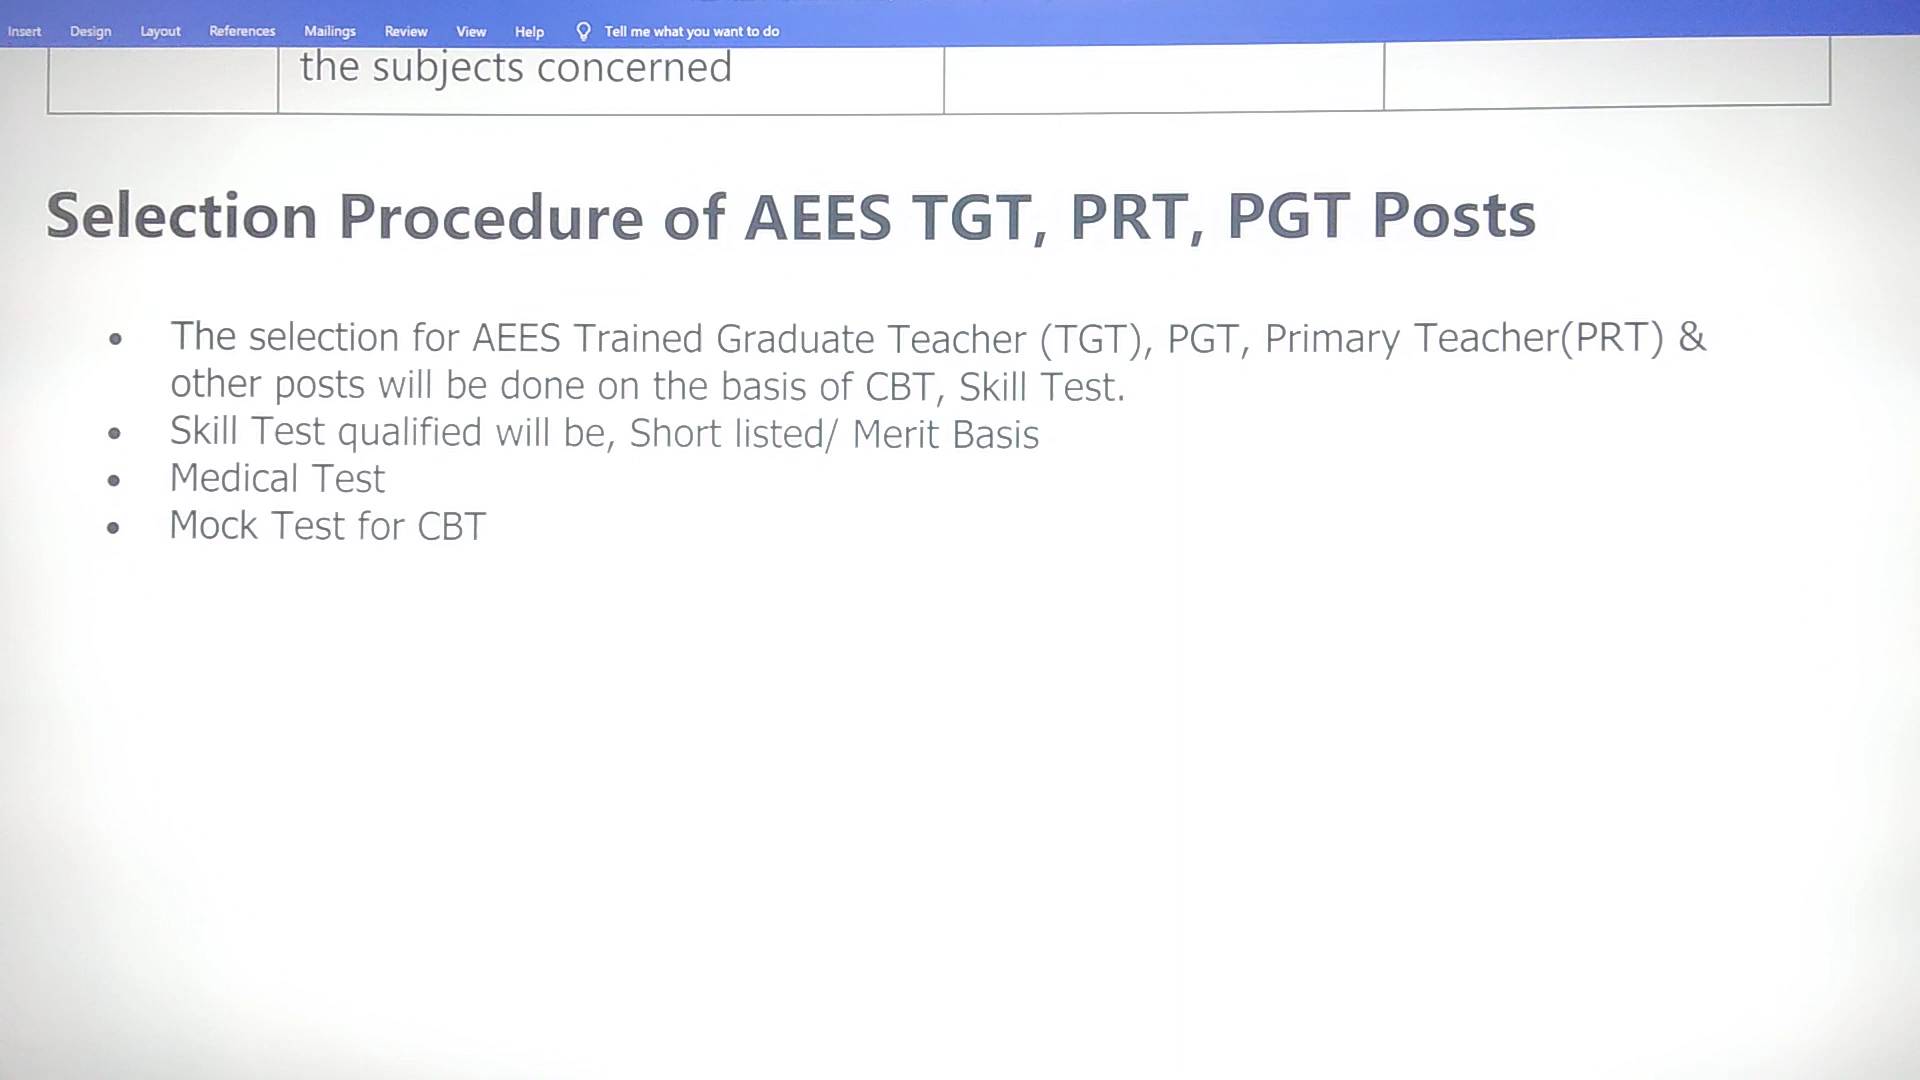 Insert Design Layout References Mailings Review View Help Tell me what you want to do
the subjects concerned
Selection Procedure of AEES TGT, PRT, PGT Posts
• The selection for AEES Trained Graduate Teacher (TGT), PGT, Primary Teacher(PRT) &
other posts will be done on the basis of CBT, Skill Test.
• Skill Test qualified will be, Short listed/ Merit Basis
• Medical Test
• Mock Test for CBT